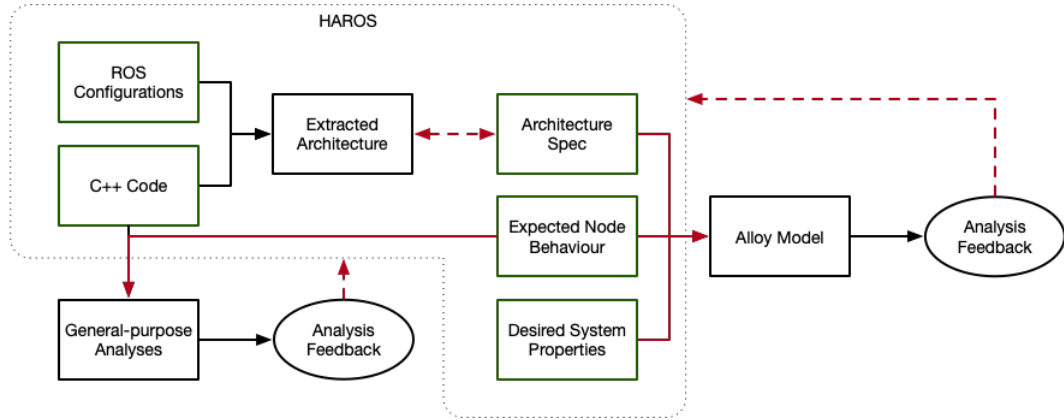 HAROS
ROS
Configurations
C++ Code
Extracted
Architecture
Architecture
Spec
Expected Node
Behaviour
Desired System
Properties
Alloy Model
Analysis
Feedback
General-purpose
Analyses
Analysis
Feedback